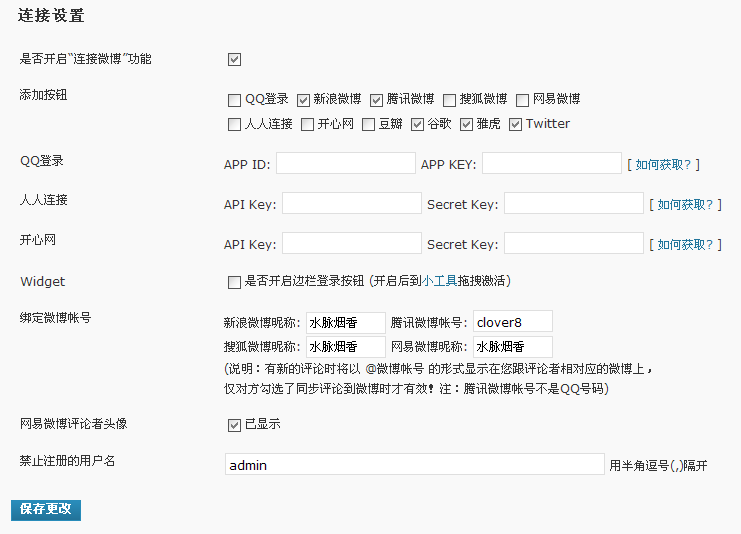 连接设置
是否开启“连接微博”功能
添加按钮 QQ登录 新浪微博 腾讯微博 搜狐微博 网易微博
人人连接 开心网 豆瓣 谷歌 雅虎 Twitter
QQ登录 APP ID: APP KEY: [ 如何获取? ]
人人连接 API Key: Secret Key: [ 如何获取? ]
开心网 API Key: Secret Key: [ 如何获取? ]
Widget 是否开启边栏登录按钮 (开启后到小工具拖拽激活)
绑定微博帐号 新浪微博昵称: 水脉烟香 腾讯微博帐号: clover8
搜狐微博昵称: 水脉烟香 网易微博昵称: 水脉烟香
(说明：有新的评论时将以 @微博帐号 的形式显示在您跟评论者相对应的微博上，
仅对方勾选了同步评论到微博时才有效！注：腾讯微博帐号不是QQ号码)
网易微博评论者头像 已显示
禁止注册的用户名 admin 用半角逗号(,)隔开
保存更改